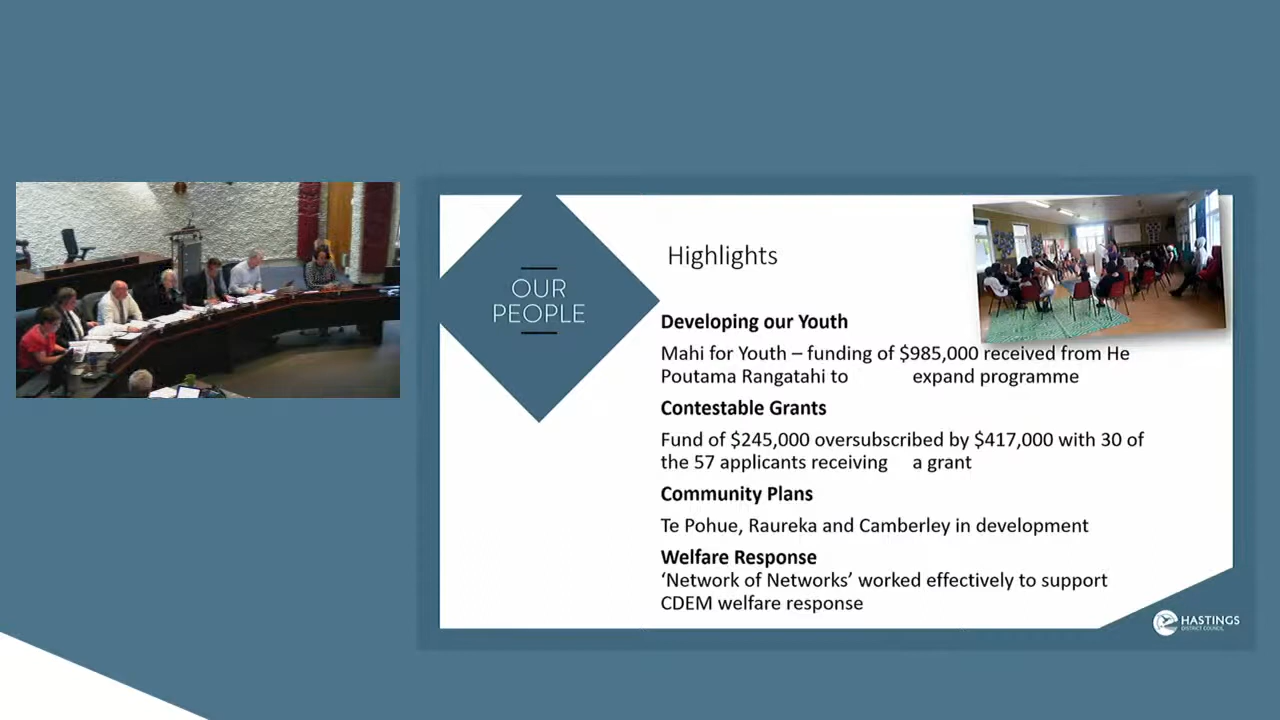 OUR
PEOPLE
Highlights
Developing our Youth
Mahi for Youth – funding of $985,000 received from He
Poutama Rangatahi to expand programme
Contestable Grants
Fund of $245,000 oversubscribed by $417,000 with 30 of
the 57 applicants receiving a grant
Community Plans
Te Pohue, Raureka and Camberley in development
Welfare Response
‘Network of Networks’ worked effectively to support
CDEM welfare response
HASTINGS
DISTRICT COUNCIL